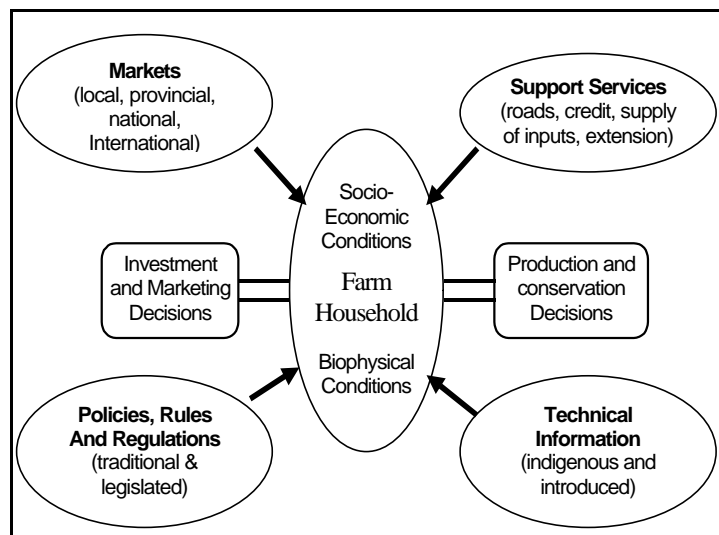 Markets
(local, provincial,
national,
International)
Support Services
(roads, credit, supply
of inputs, extension)
Socio-
Economic
Conditions
Farm
Household
Biophysical
Conditions
Investment
and Marketing
Decisions
Production and
conservation
Decisions
Policies, Rules
And Regulations
(traditional &
legislated)
Technical
Information
(indigenous and
introduced)